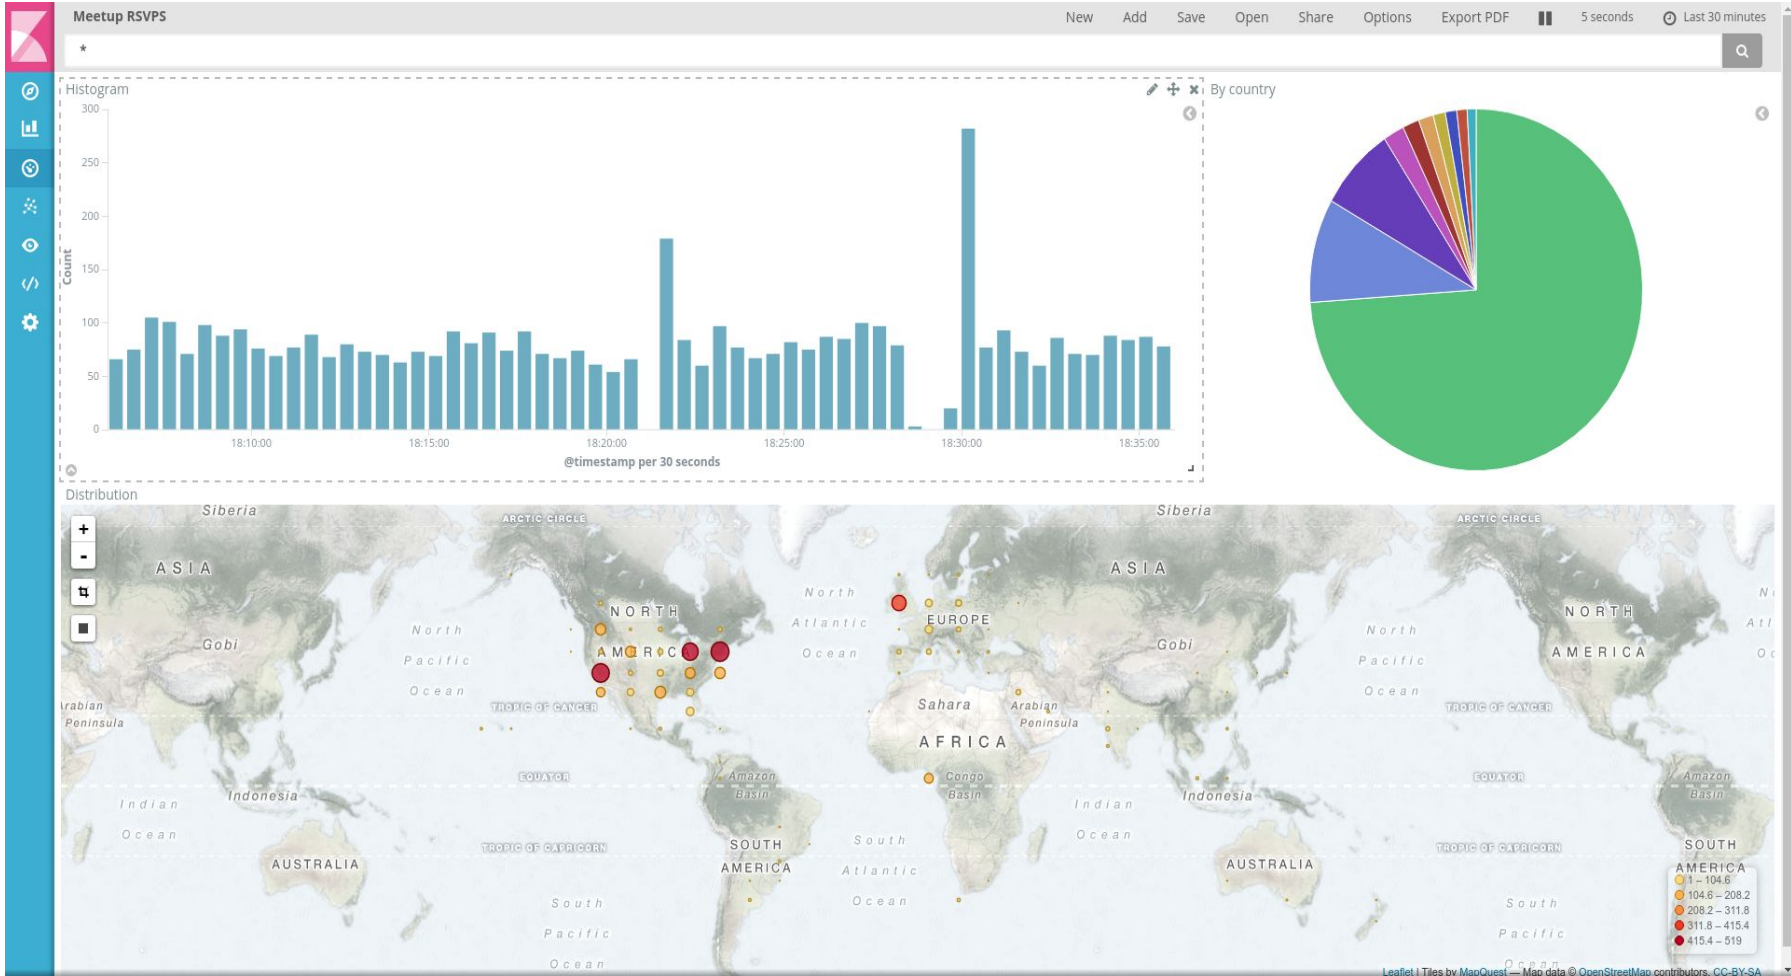 Meetup RSVPS
New Add Save Open Share Options Export PDF 5 seconds Last 30 minutes
*
Histogram
By country
300
250
200
150
100
50
0
Count
18:10:00 18:15:00 18:20:00 18:25:00 18:30:00 18:35:00
@timestamp per 30 seconds
Distribution
+
-
Siberia
ARCTIC CIRCLE
Siberia
ARCTIC CIRCLE
ASIA
ASIA
North
Atlantic
Ocean
NORTH
AMERICA
EUROPE
NORTH
AMERICA
Gobi
North
Pacific
Ocean
Gobi
North
Pacific
Ocean
Arabian
Peninsula
TROPIC OF CANCER
Sahara
Arabian
Peninsula
TROPIC OF CANCER
AFRICA
EQUATOR
Amazon
Basin
Congo
Basin
EQUATOR
Amazon
Basin
Indian
Ocean
Indonesia
Indian
Ocean
Indonesia
TROPIC OF CAPRICORN
SOUTH
AMERICA
South
Atlantic
Ocean
TROPIC OF CAPRICORN
SOUTH
AMERICA
AUSTRALIA
AUSTRALIA
South
Pacific
Ocean
South
Pacific
Ocean
1 – 104.6
104.6 – 208.2
208.2 – 311.8
311.8 – 415.4
415.4 – 519
Leaflet | Tiles by MapQuest — Map data © OpenStreetMap contributors, CC-BY-SA